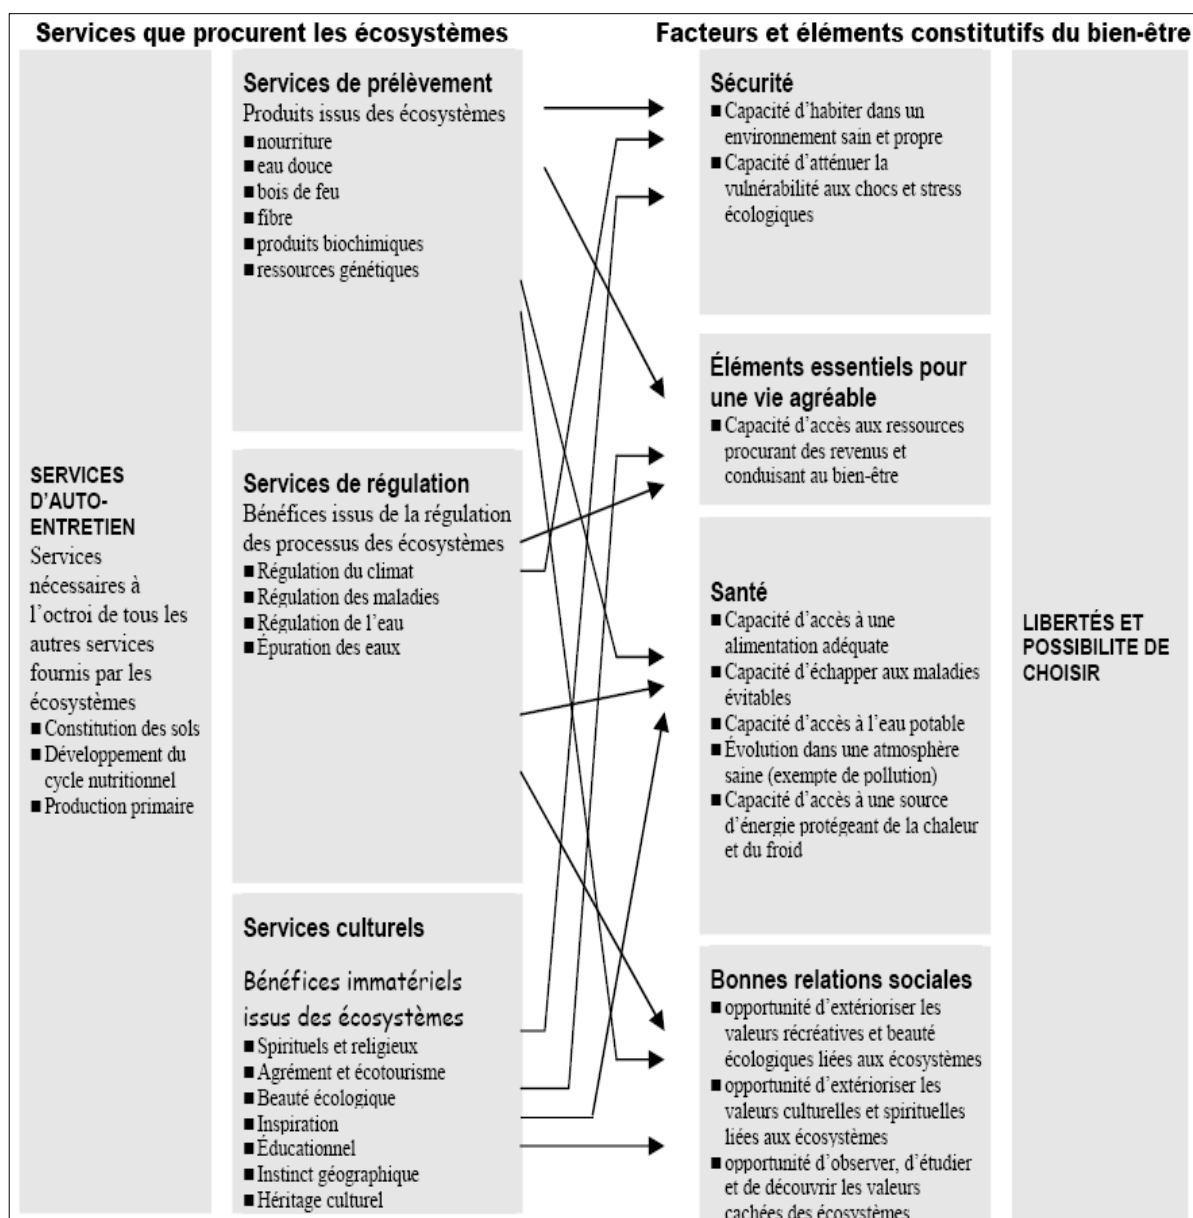 Services que procurent les écosystèmes
Facteurs et éléments constitutifs du bien-être
SERVICES
D'AUTO-
ENTRETIEN
Services
nécessaires à
l'octroi de tous les
autres services
fournis par les
écosystèmes
■ Constitution des sols
■ Développement du
cycle nutritionnel
■ Production primaire
Services de prélèvement
Produits issus des écosystèmes
■ nourriture
■ eau douce
■ bois de feu
■ fibre
■ produits biochimiques
■ ressources génétiques
Services de régulation
Bénéfices issus de la régulation
des processus des écosystèmes
■ Régulation du climat
■ Régulation des maladies
■ Régulation de l'eau
■ Épuration des eaux
Services culturels
Bénéfices immatériels
issus des écosystèmes
■ Spirituels et religieux
■ Agrément et écotourisme
■ Beauté écologique
■ Inspiration
■ Éducationnel
■ Instinct géographique
■ Héritage culturel
Sécurité
■ Capacité d'habiter dans un
environnement sain et propre
■ Capacité d'atténuer la
vulnérabilité aux chocs et stress
écologiques
Éléments essentiels pour
une vie agréable
■ Capacité d'accès aux ressources
procurant des revenus et
conduisant au bien-être
Santé
■ Capacité d'accès à une
alimentation adéquate
■ Capacité d'échapper aux maladies
évitables
■ Capacité d'accès à l'eau potable
■ Évolution dans une atmosphère
saine (exempte de pollution)
■ Capacité d'accès à une source
d'énergie protégeant de la chaleur
et du froid
Bonnes relations sociales
■ opportunité d'extérioriser les
valeurs récréatives et beauté
écologiques liées aux écosystèmes
■ opportunité d'extérioriser les
valeurs culturelles et spirituelles
liées aux écosystèmes
■ opportunité d'observer, d'étudier
et de découvrir les valeurs
cachées des écosystèmes
LIBERTÉS ET
POSSIBILITE DE
CHOISIR